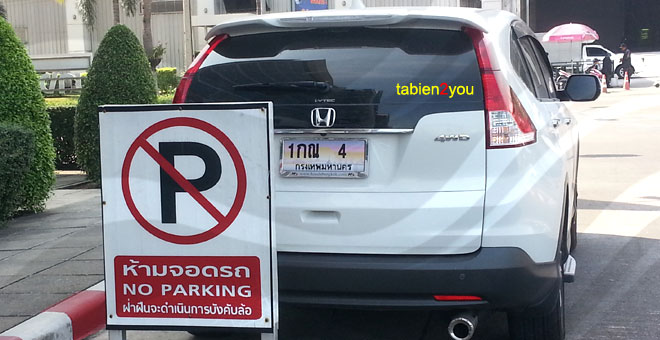 tabien2you
1กณ 4
กรุงเทพมหานคร
4WD
P
ห้ามจอดรถ
NO PARKING
ฝ่าฝืนจะดำเนินการบังคับล้อ